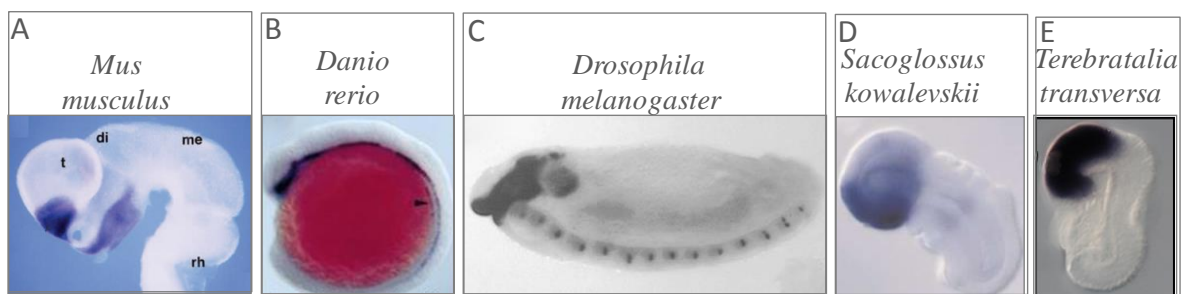 A
Mus
musculus
t
di
me
rh
B
Danio
rerio
C
Drosophila
melanogaster
D
Sacoglossus
kowalevskii
E
Terebratalia
transversa